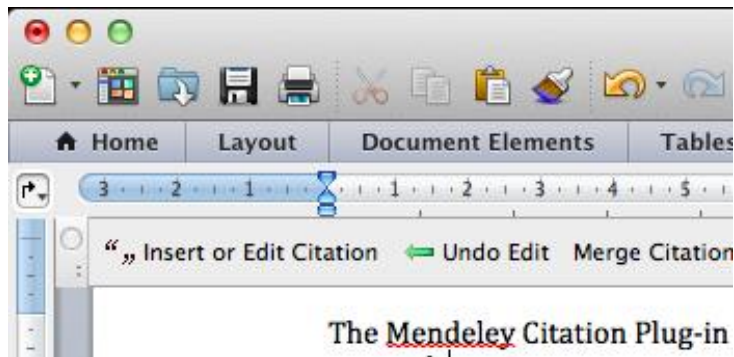 Home Layout Document Elements Tables
3 2 1 1 2 3 4 5
“„ Insert or Edit Citation Undo Edit Merge Citation
The Mendeley Citation Plug-in